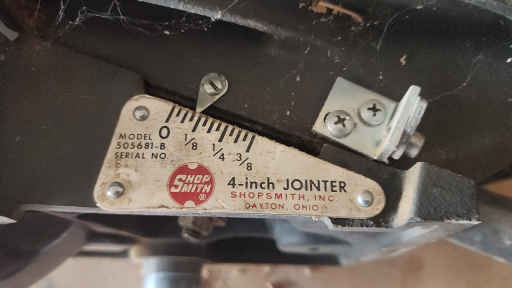 0 1/8 1/4 3/8
MODEL
505681-B
SERIAL NO.
SHOP
SMITH
®
4-inch JOINTER
SHOPSMITH, INC.
DAYTON, OHIO